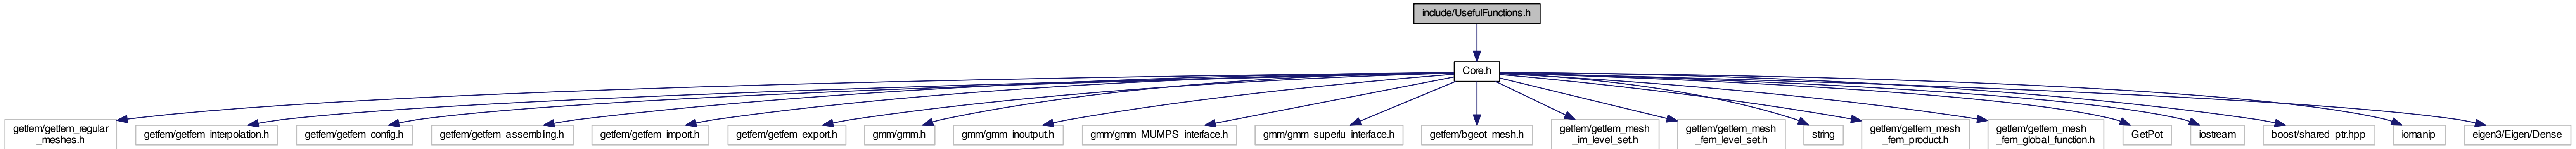 include/UsefulFunctions.h
Core.h
getfem/getfem_regular
_meshes.h
getfem/getfem_interpolation.h
getfem/getfem_config.h
getfem/getfem_assembling.h
getfem/getfem_import.h
getfem/getfem_export.h
gmm/gmm.h
gmm/gmm_inoutput.h
gmm/gmm_MUMPS_interface.h
gmm/gmm_superlu_interface.h
getfem/bgeot_mesh.h
getfem/getfem_mesh
_im_level_set.h
getfem/getfem_mesh
_fem_level_set.h
string
getfem/getfem_mesh
_fem_product.h
getfem/getfem_mesh
_fem_global_function.h
GetPot
iostream
boost/shared_ptr.hpp
iomanip
eigen3/Eigen/Dense